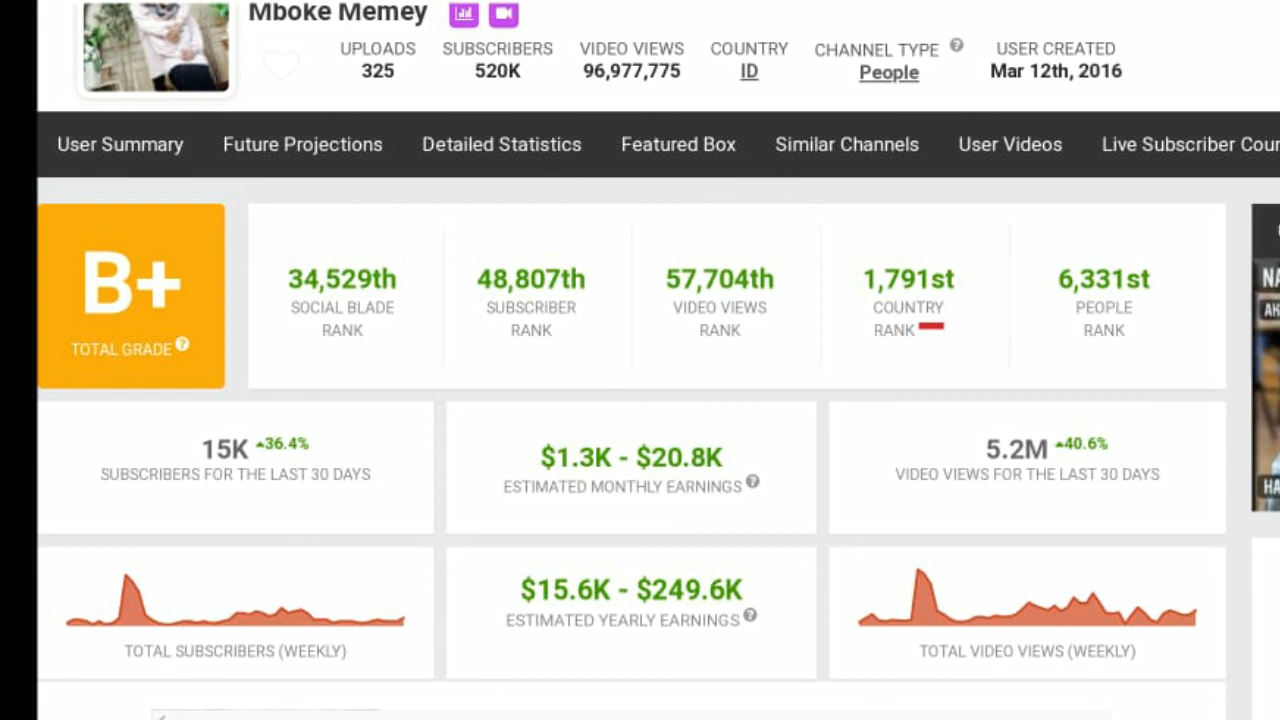 Mboke Memey
UPLOADS SUBSCRIBERS VIDEO VIEWS COUNTRY CHANNEL TYPE ? USER CREATED
325 520K 96,977,775 ID People Mar 12th, 2016
User Summary Future Projections Detailed Statistics Featured Box Similar Channels User Videos Live Subscriber Coun
B+
TOTAL GRADE ?
34,529th 48,807th 57,704th 1,791st 6,331st
SOCIAL BLADE SUBSCRIBER VIDEO VIEWS COUNTRY PEOPLE
RANK RANK RANK RANK RANK
15K 36.4%
SUBSCRIBERS FOR THE LAST 30 DAYS
$1.3K - $20.8K
ESTIMATED MONTHLY EARNINGS ?
5.2M 40.6%
VIDEO VIEWS FOR THE LAST 30 DAYS
TOTAL SUBSCRIBERS (WEEKLY)
$15.6K - $249.6K
ESTIMATED YEARLY EARNINGS ?
TOTAL VIDEO VIEWS (WEEKLY)